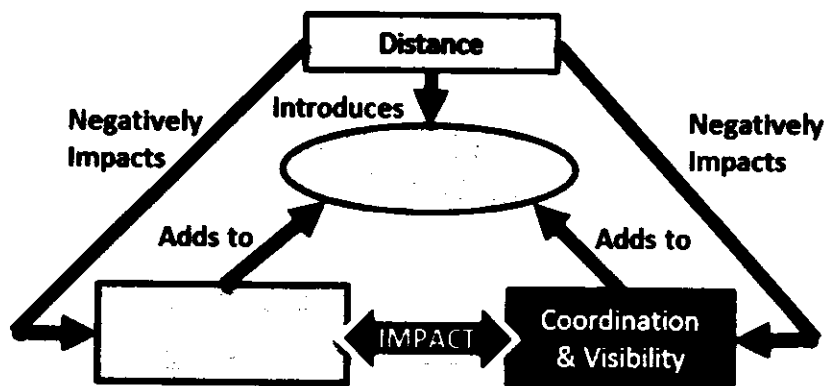 Distance
Introduces
Negatively
Impacts
Negatively
Impacts
Adds to
Adds to
IMPACT
Coordination
& Visibility